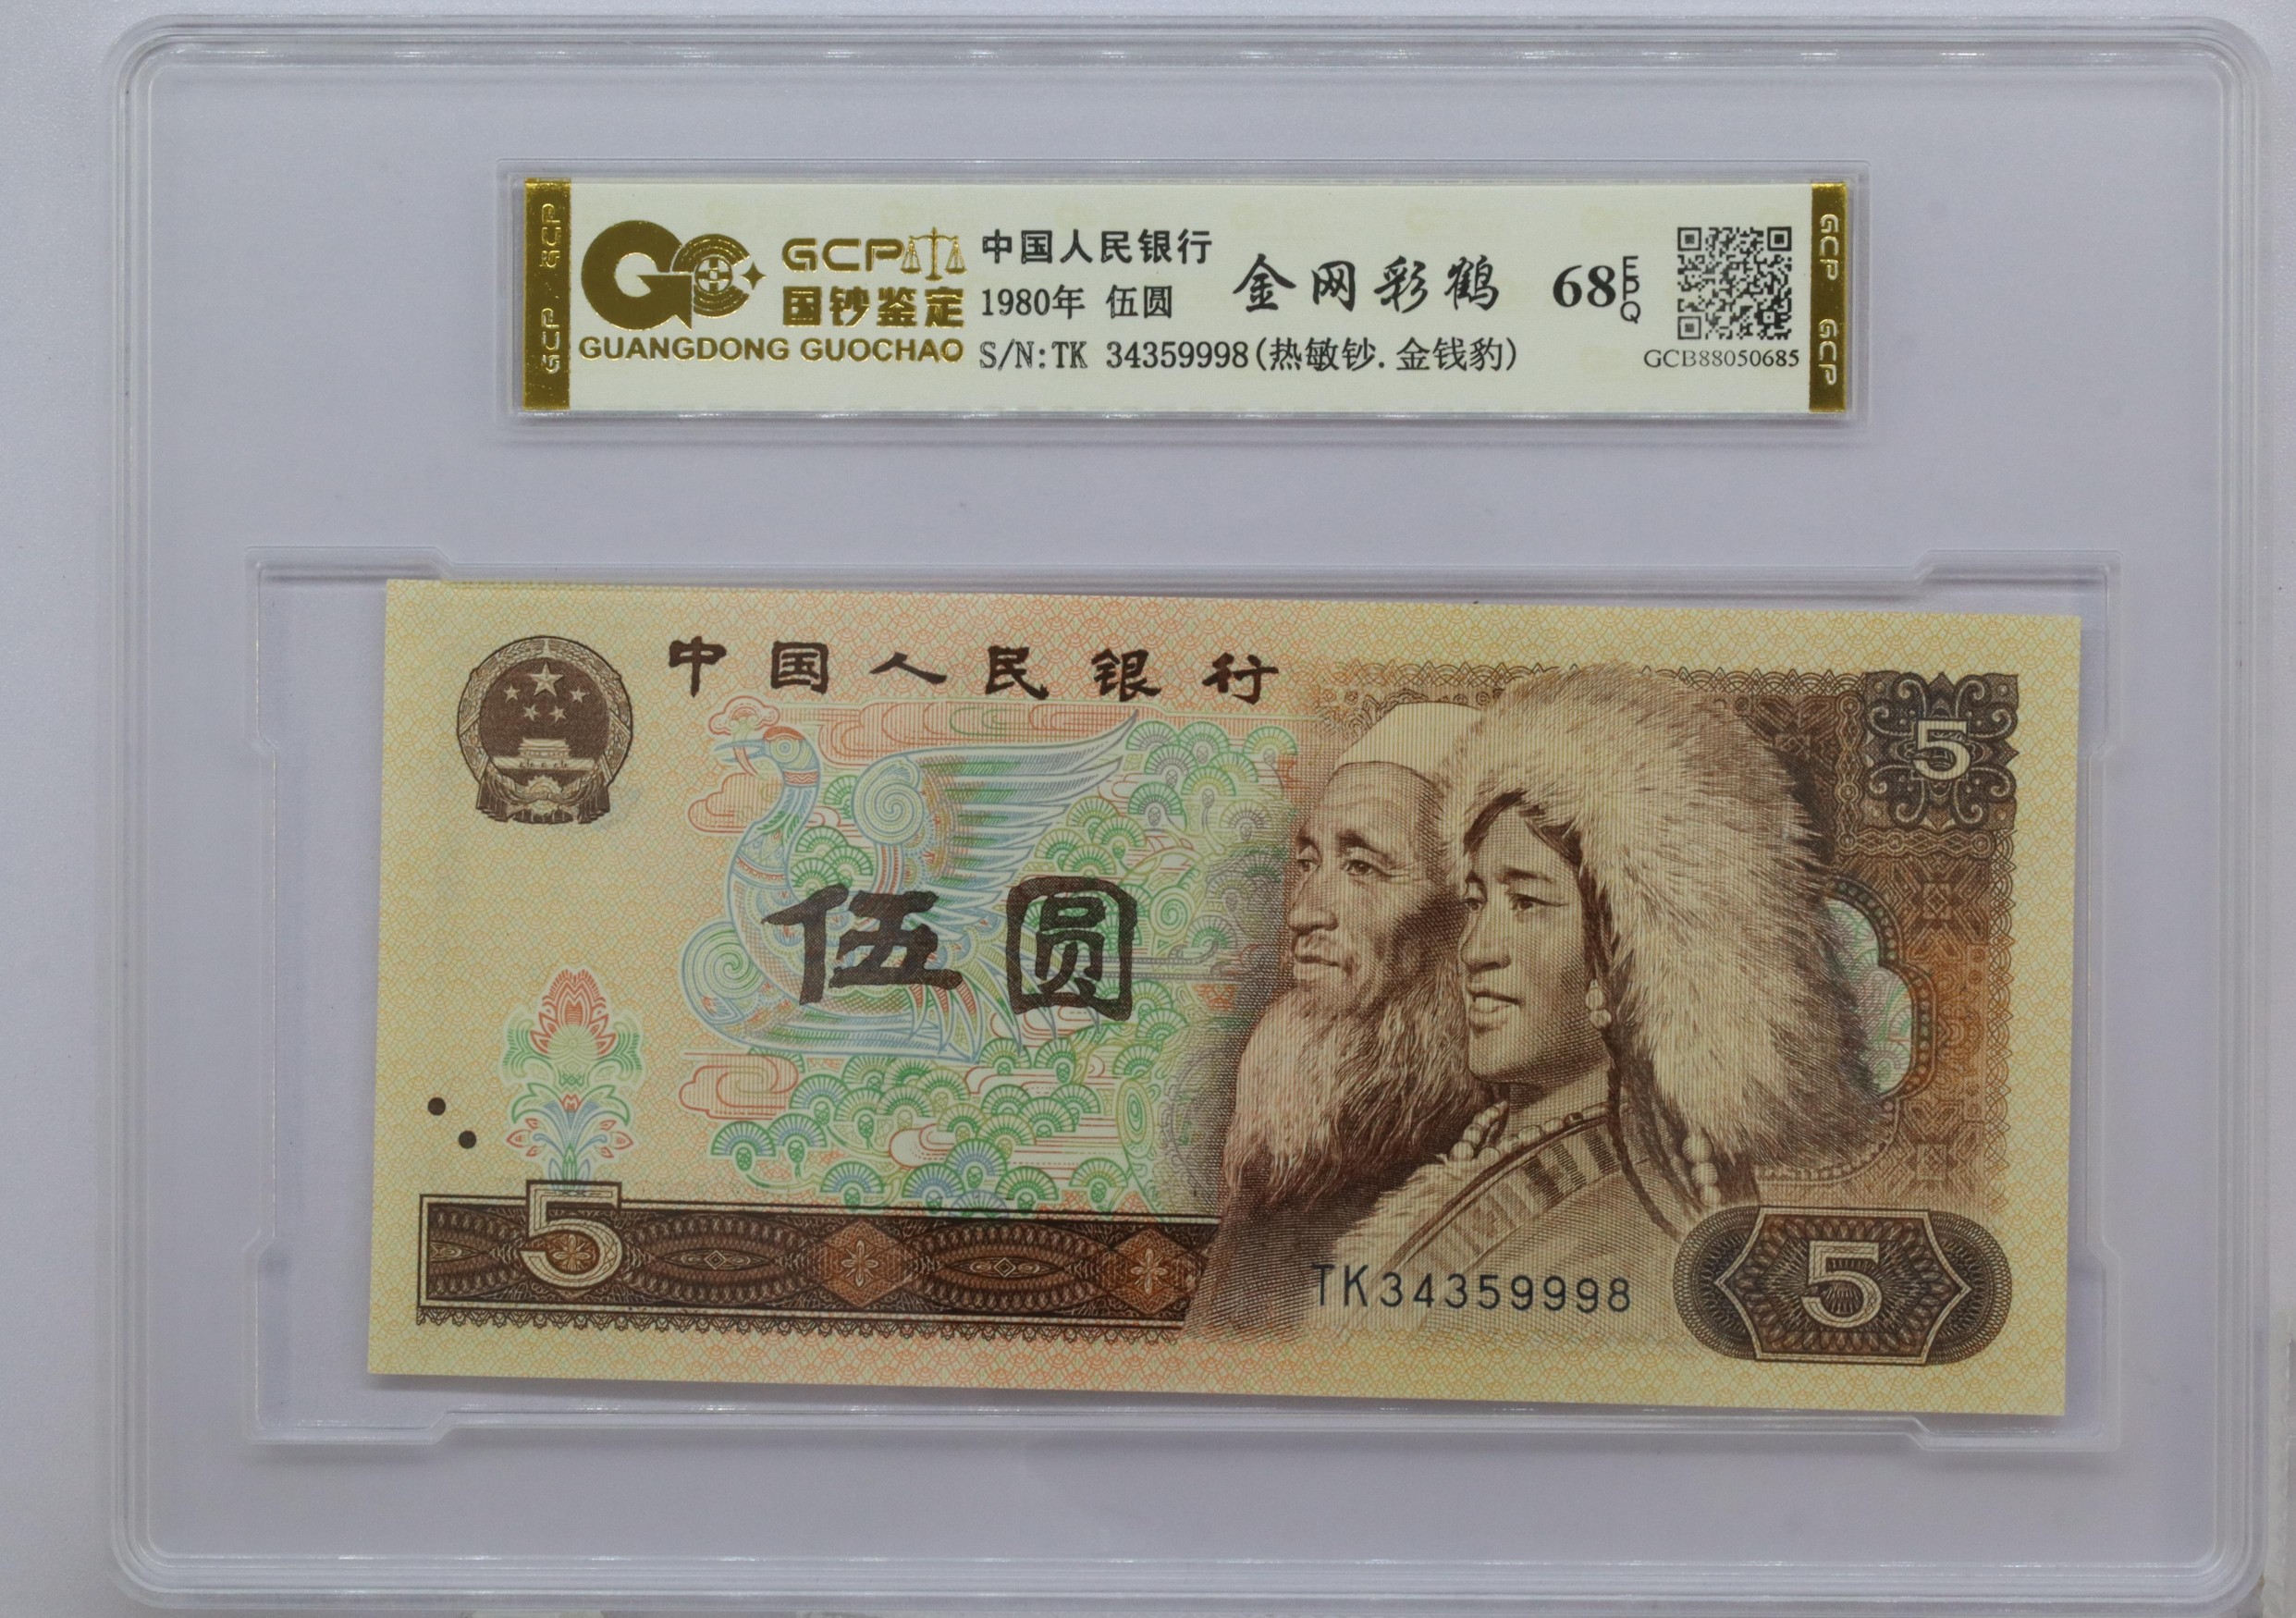 GCP
国钞鉴定
GUANGDONG GUOCHAO
中国人民银行
1980年 伍圆
S/N:TK 34359998(热敏钞.金钱豹)
金网彩鹤
68 EPQ
GCB88050685
GCP GCP
中国人民银行
5
伍圆
5
TK34359998
5